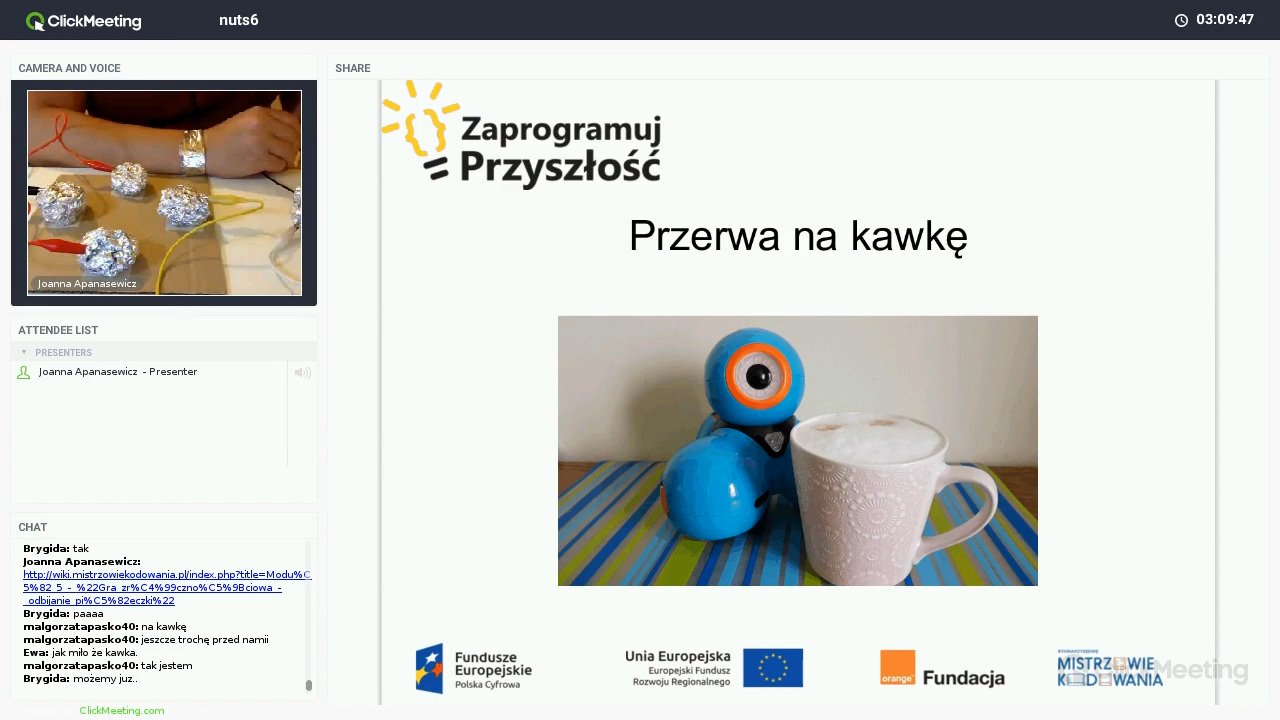 ClickMeeting
nuts6
03:09:47
CAMERA AND VOICE
Joanna Apanasewicz
ATTENDEE LIST
PRESENTERS
Joanna Apanasewicz - Presenter
CHAT
Brygida: tak
Joanna Apanasewicz:
http://wiki.mistrzowiekodowania.pl/index.php?title=Modu%C
5%82_5_-_%22Gra_zr%C4%99czno%C5%9Bciowa_-
_odbijanie_pi%C5%82eczki%22
Brygida: paaaa
malgorzatapasko40: na kawkę
malgorzatapasko40: jeszcze trochę przed namii
Ewa: jak miło że kawka.
malgorzatapasko40: tak jestem
Brygida: możemy juz..
ClickMeeting.com
SHARE
Zaprogramuj
Przyszłość
Przerwa na kawkę
Fundusze
Europejskie
Polska Cyfrowa
Unia Europejska
Europejski Fundusz
Rozwoju Regionalnego
orange™
Fundacja
STOWARZYSZENIE
MISTRZOWIE
KODOWANIA
Meeting